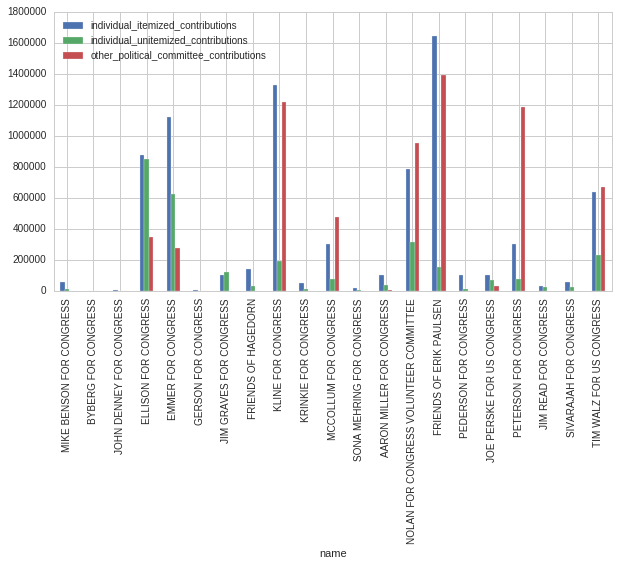 1800000
1600000
1400000
1200000
1000000
800000
600000
400000
200000
0
individual_itemized_contributions
individual_unitemized_contributions
other_political_committee_contributions
MIKE BENSON FOR CONGRESS
BYBERG FOR CONGRESS
JOHN DENNEY FOR CONGRESS
ELLISON FOR CONGRESS
EMMER FOR CONGRESS
GERSON FOR CONGRESS
JIM GRAVES FOR CONGRESS
FRIENDS OF HAGEDORN
KLINE FOR CONGRESS
KRINKIE FOR CONGRESS
MCCOLLUM FOR CONGRESS
SONA MEHRING FOR CONGRESS
AARON MILLER FOR CONGRESS
NOLAN FOR CONGRESS VOLUNTEER COMMITTEE
FRIENDS OF ERIK PAULSEN
PEDERSON FOR CONGRESS
JOE PERSKE FOR US CONGRESS
PETERSON FOR CONGRESS
JIM READ FOR CONGRESS
SIVARAJAH FOR CONGRESS
TIM WALZ FOR US CONGRESS
name